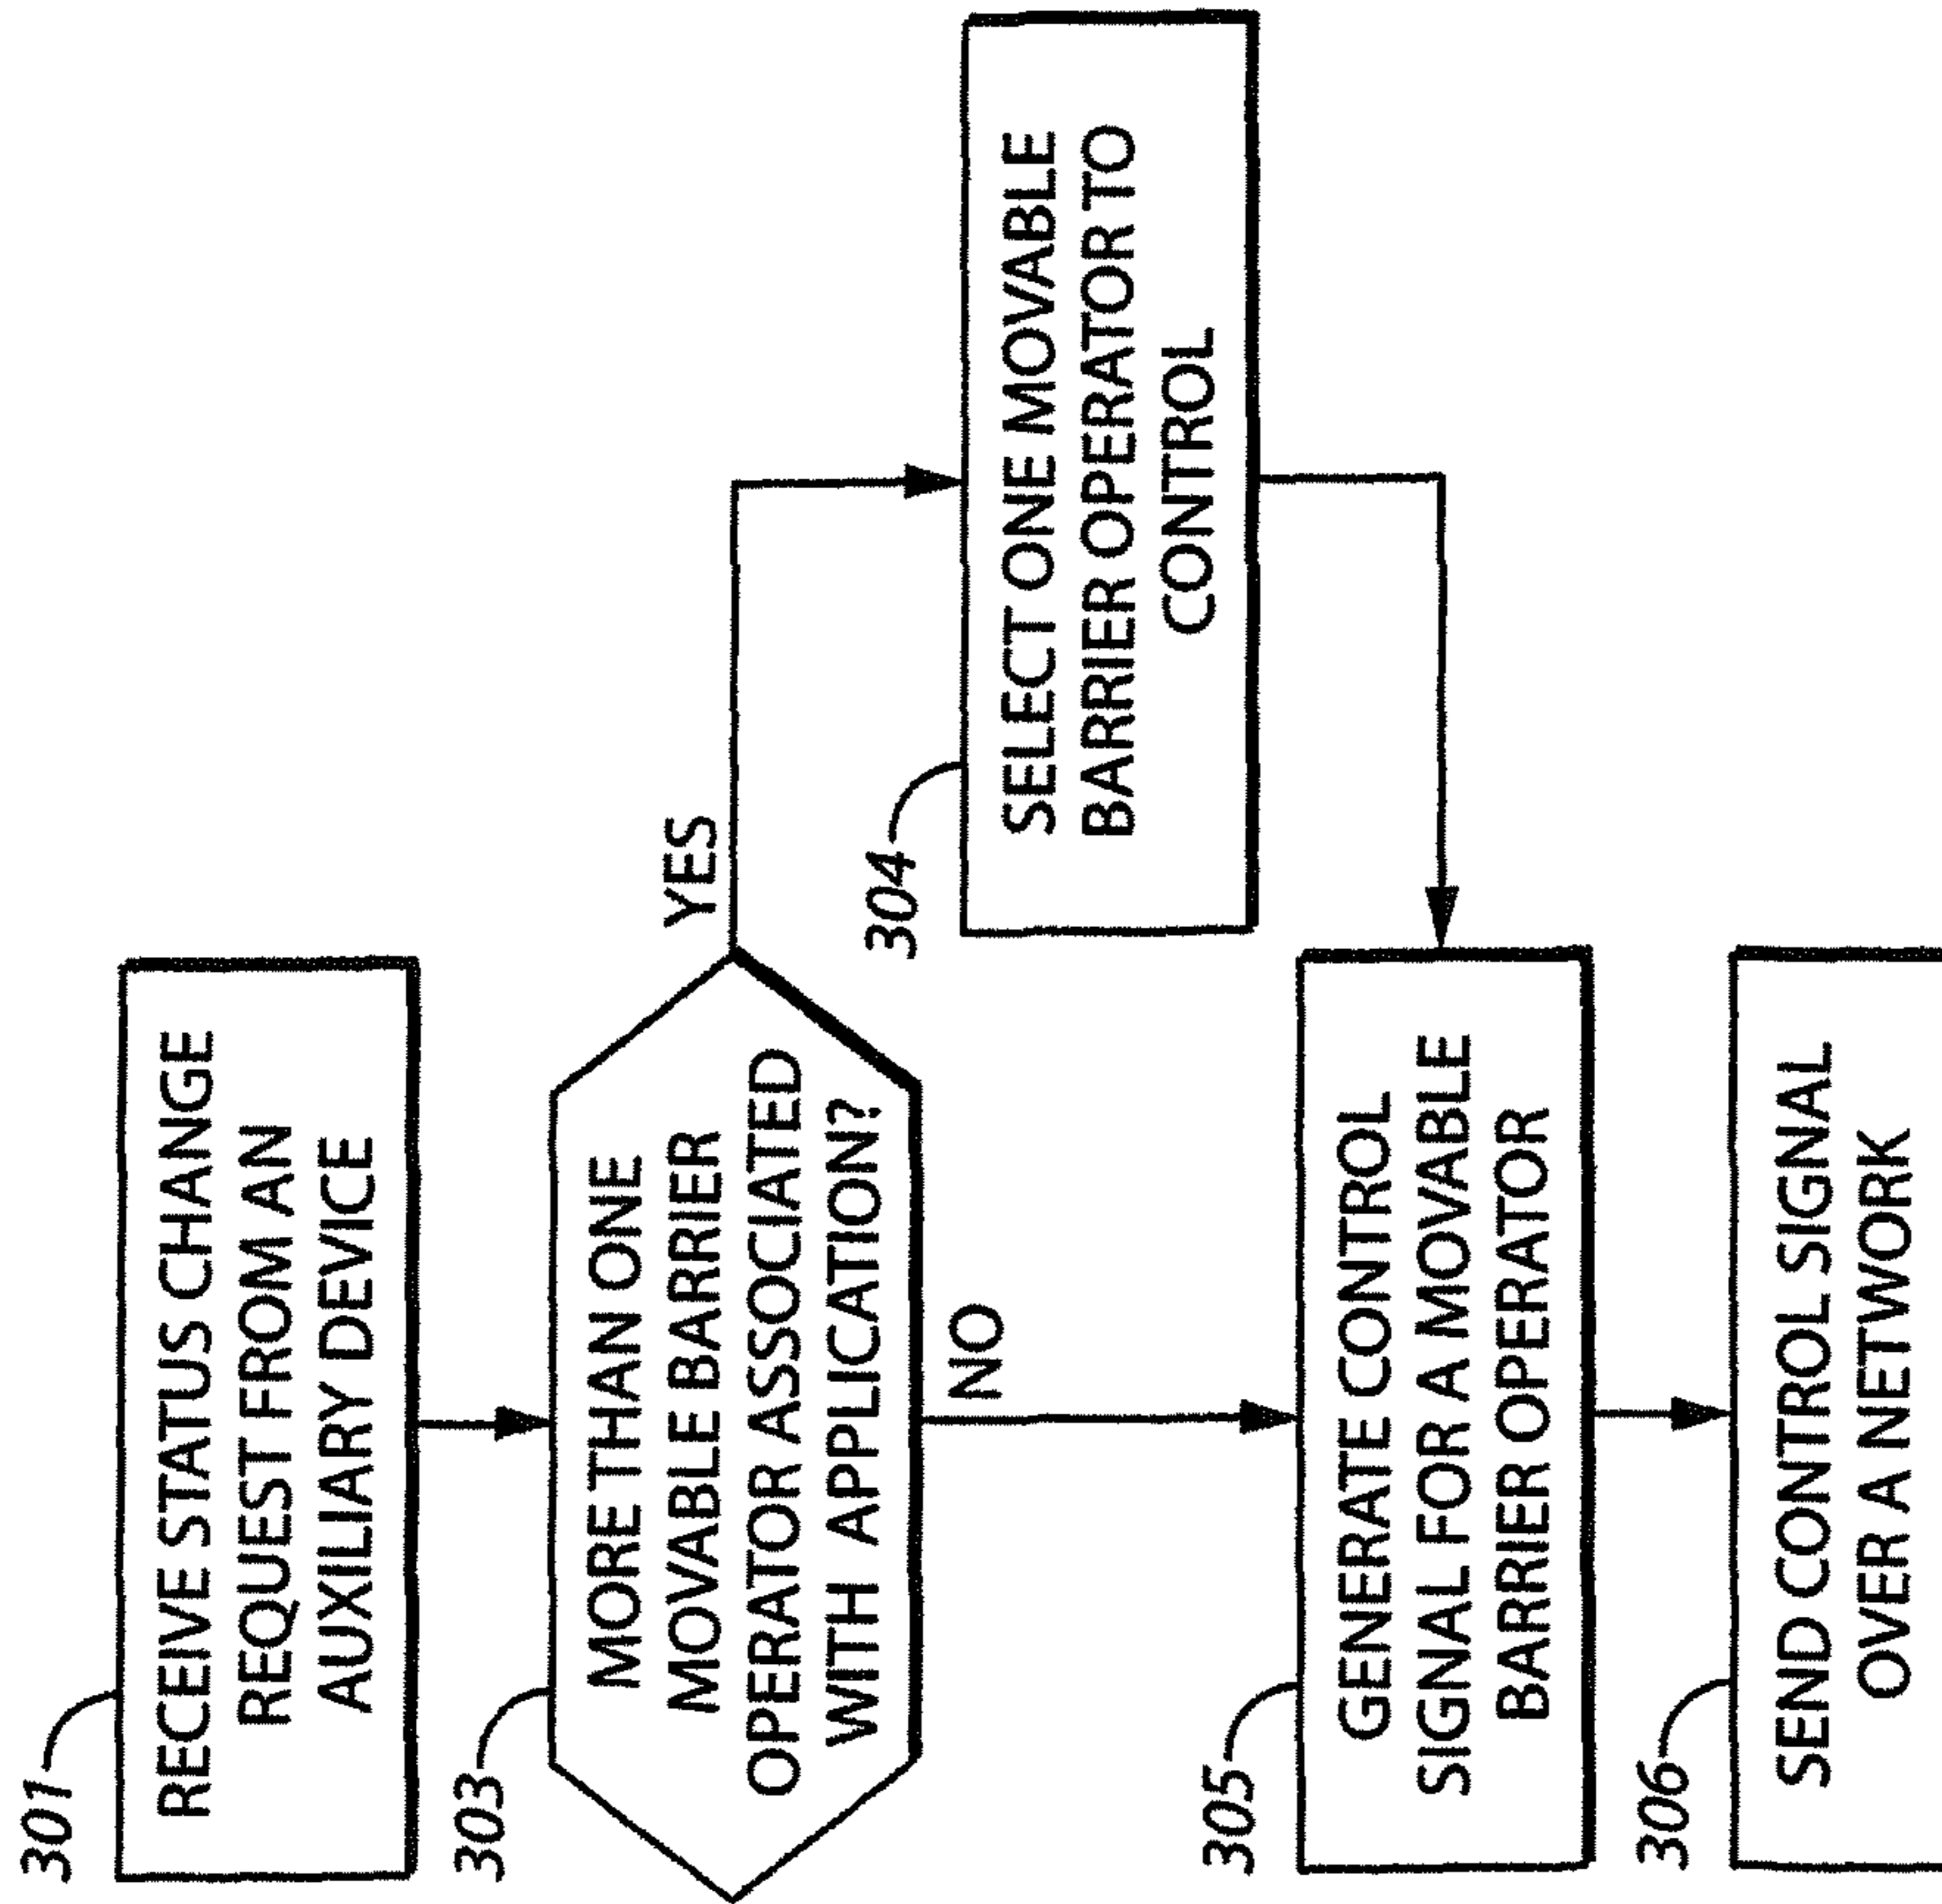 301
RECEIVE STATUS CHANGE
REQUEST FROM AN
AUXILIARY DEVICE
303
MORE THAN ONE
MOVABLE BARRIER
OPERATOR ASSOCIATED
WITH APPLICATION?
YES
304
SELECT ONE MOVABLE
BARRIER OPERATOR TO
CONTROL
NO
305
GENERATE CONTROL
SIGNAL FOR A MOVABLE
BARRIER OPERATOR
306
SEND CONTROL SIGNAL
OVER A NETWORK